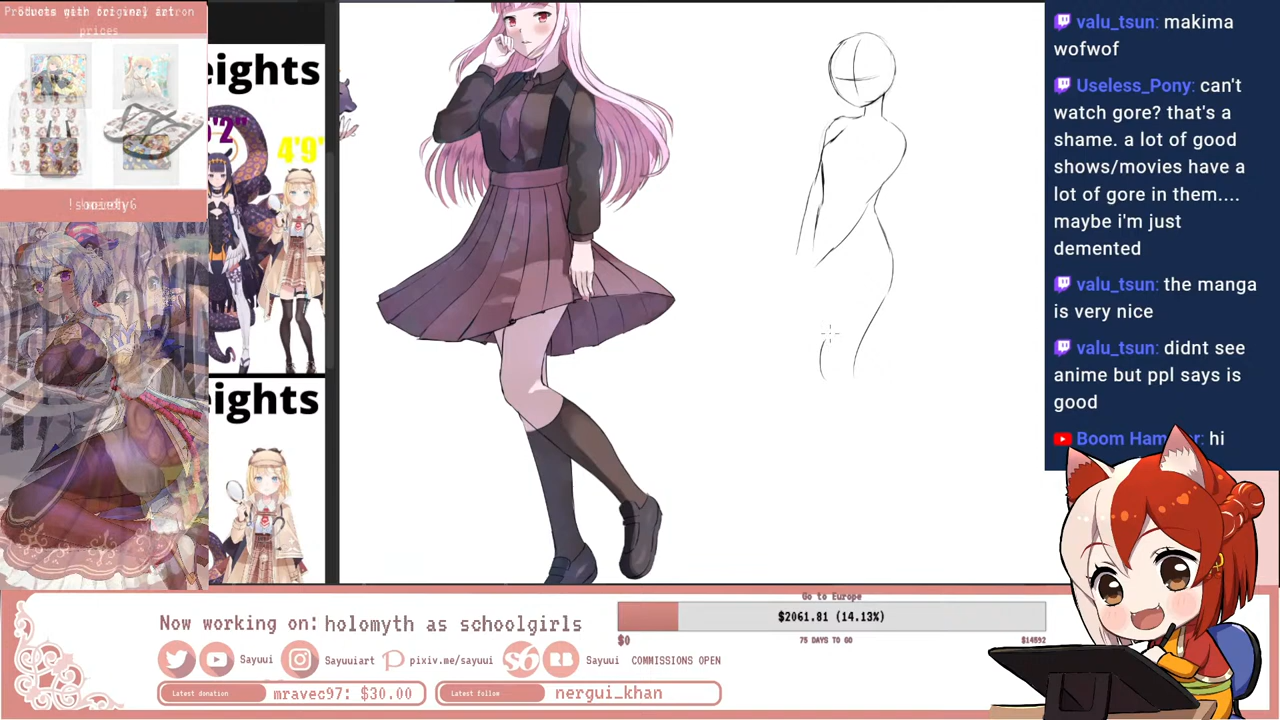 prices
eights
'2"
4'9"
eights
valu_tsun: makima
wofwof
Useless_Pony: can't
watch gore? that's a
shame. a lot of good
shows/movies have a
lot of gore in them....
maybe i'm just
demented
valu_tsun: the manga
is very nice
valu_tsun: didnt see
anime but ppl says is
good
Boom Ham r: hi
Now working on: holomyth as schoolgirls
Sayuui
Sayuuiart
pixiv.me/sayuui
Sayuui
COMMISSIONS OPEN
Latest donation
mravec97: $30.00
Latest follow
nergui_khan
Go to Europe
$2061.81 (14.13%)
$0
75 DAYS TO GO
$14592